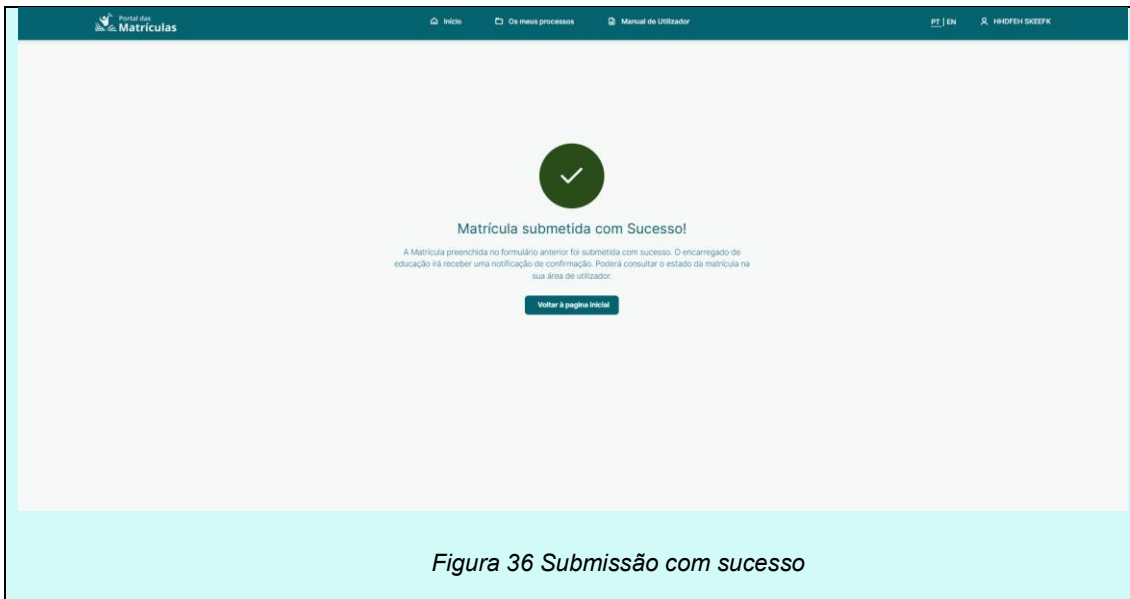 Portal das
Matrículas
Início
Os meus processos
Manual de Utilizador
PT | EN
HHDFEH SKEEFK
Matrícula submetida com Sucesso!
A Matrícula preenchida no formulário anterior foi submetida com sucesso. O encarregado de
educação irá receber uma notificação de confirmação. Poderá consultar o estado da matrícula na
sua área de utilizador.
Voltar à pagina inicial
Figura 36 Submissão com sucesso